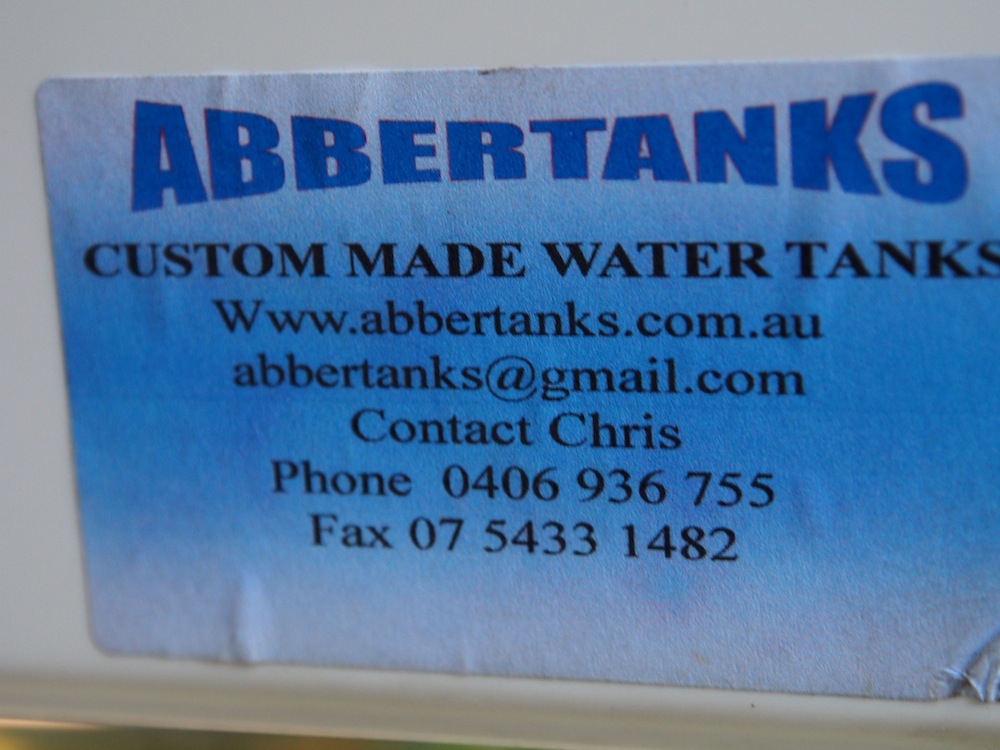 ABBERTANKS
CUSTOM MADE WATER TANKS
Www.abbertanks.com.au
abbertanks@gmail.com
Contact Chris
Phone 0406 936 755
Fax 07 5433 1482